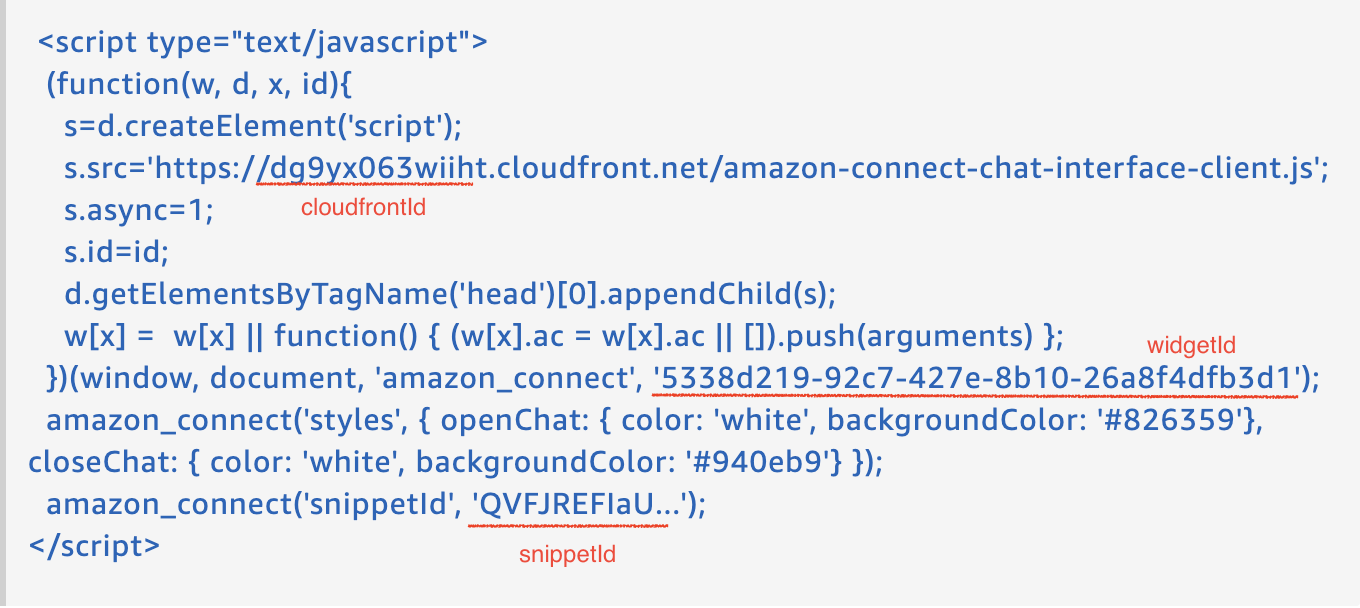 <script type="text/javascript">
(function(w, d, x, id){
s=d.createElement('script');
s.src='https://dg9yx063wiiht.cloudfront.net/amazon-connect-chat-interface-client.js';
s.async=1;
cloudfrontId
s.id=id;
d.getElementsByTagName('head')[0].appendChild(s);
w[x] =  w[x] || function() { (w[x].ac = w[x].ac || []).push(arguments) };
widgetId
})(window, document, 'amazon_connect', '5338d219-92c7-427e-8b10-26a8f4dfb3d1');
amazon_connect('styles', { openChat: { color: 'white', backgroundColor: '#826359'},
closeChat: { color: 'white', backgroundColor: '#940eb9'} });
amazon_connect('snippetId', 'QVFJREFIaU...');
</script>
snippetId